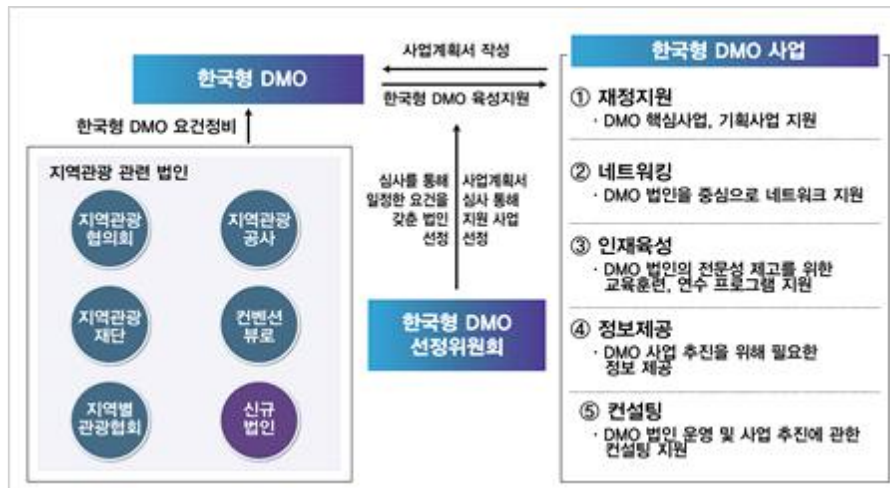 한국형 DMO
사업계획서 작성
한국형 DMO 육성지원
한국형 DMO 요건정비
지역관광 관련 법인
지역관광
협의회
지역관광
공사
지역관광
재단
컨벤션
뷰로
지역별
관광협회
신규
법인
심사를 통해
일정한 요건을
갖춘 법인
선정
사업계획서
심사 통해
지원 사업
선정
한국형 DMO
선정위원회
한국형 DMO 사업
① 재정지원
· DMO 핵심사업, 기획사업 지원
② 네트워킹
· DMO 법인을 중심으로 네트워크 지원
③ 인재육성
· DMO 법인의 전문성 제고를 위한
교육훈련, 연수 프로그램 지원
④ 정보제공
· DMO 사업 추진을 위해 필요한
정보 제공
⑤ 컨설팅
· DMO 법인 운영 및 사업 추진에 관한
컨설팅 지원